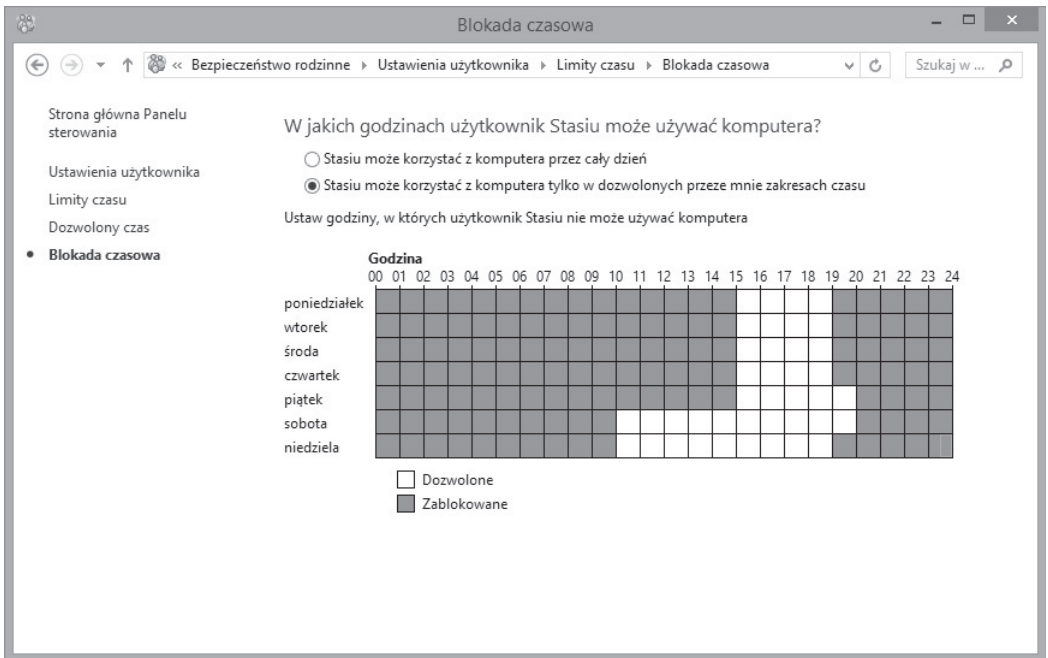 Blokada czasowa
« Bezpieczeństwo rodzinne Ustawienia użytkownika Limity czasu Blokada czasowa
Szukaj w ...
Strona główna Panelu
sterowania
Ustawienia użytkownika
Limity czasu
Dozwolony czas
Blokada czasowa
W jakich godzinach użytkownik Stasiu może używać komputera?
Stasiu może korzystać z komputera przez cały dzień
Stasiu może korzystać z komputera tylko w dozwolonych przeze mnie zakresach czasu
Ustaw godziny, w których użytkownik Stasiu nie może używać komputera
Godzina
00 01 02 03 04 05 06 07 08 09 10 11 12 13 14 15 16 17 18 19 20 21 22 23 24
poniedziałek
wtorek
środa
czwartek
piątek
sobota
niedziela
Dozwolone
Zablokowane